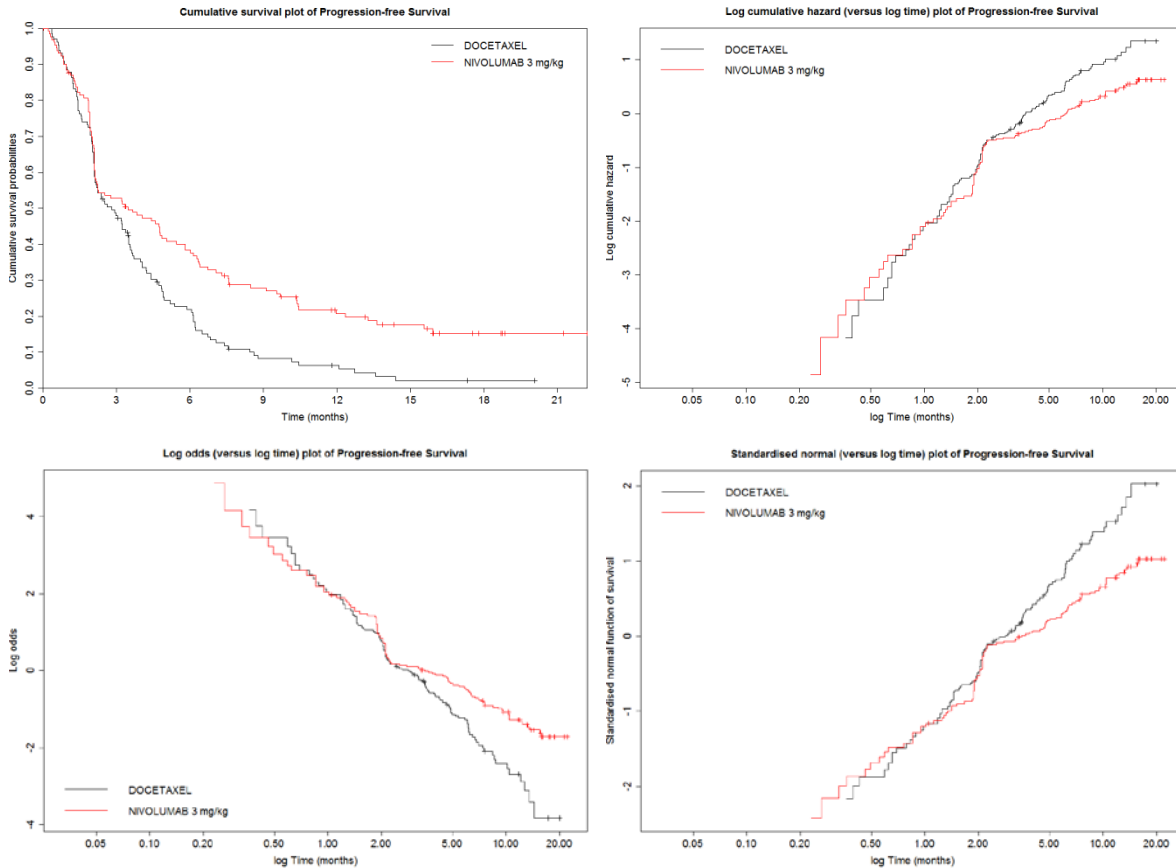 Cumulative survival plot of Progression-free Survival
Cumulative survival probabilities
1.0
0.9
0.8
0.7
0.6
0.5
0.4
0.3
0.2
0.1
0.0
DOCETAXEL
NIVOLUMAB 3 mg/kg
0 3 6 9 12 15 18 21
Time (months)
Log cumulative hazard (versus log time) plot of Progression-free Survival
Log cumulative hazard
1
0
-1
-2
-3
-4
-5
DOCETAXEL
NIVOLUMAB 3 mg/kg
0.05 0.10 0.20 0.50 1.00 2.00 5.00 10.00 20.00
log Time (months)
Log odds (versus log time) plot of Progression-free Survival
Log odds
4
2
0
-2
-4
DOCETAXEL
NIVOLUMAB 3 mg/kg
0.05 0.10 0.20 0.50 1.00 2.00 5.00 10.00 20.00
log Time (months)
Standardised normal (versus log time) plot of Progression-free Survival
Standardised normal function of survival
2
1
0
-1
-2
DOCETAXEL
NIVOLUMAB 3 mg/kg
0.05 0.10 0.20 0.50 1.00 2.00 5.00 10.00 20.00
log Time (months)